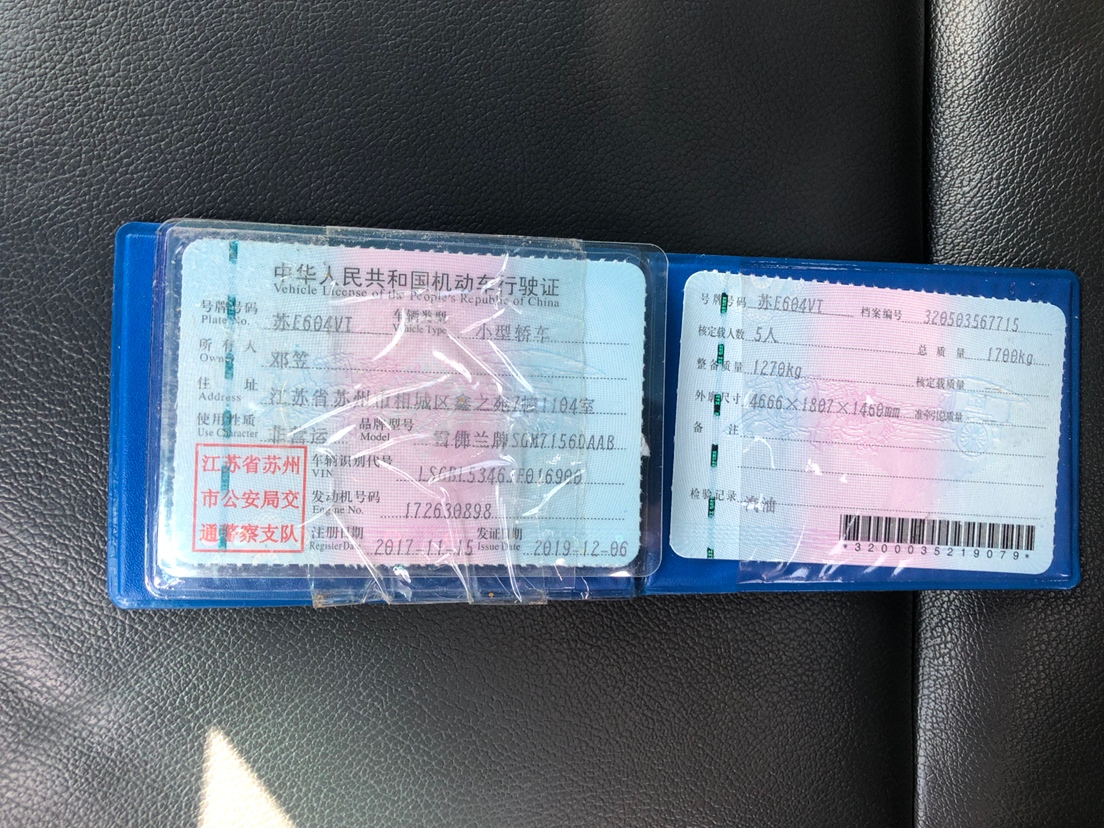 中华人民共和国机动车行驶证
Vehicle License of the People's Republic of China
号牌号码 苏E604VT 车辆类型 小型轿车
Plate No. Vehicle Type
所有人 邓笠
Owner
住址 江苏省苏州市相城区鑫之苑7幢1104室
Address
使用性质 非营运 品牌型号 雪佛兰牌SGM7156DAAB
Use Character Model
江苏省苏州
市公安局交
通警察支队
车辆识别代号
VIN
发动机号码 172630898
Engine No.
注册日期 2017-11-15 发证日期 2019-12-06
Register Date Issue Date
号牌号码 苏E604VT 档案编号 320503567715
核定载人数 5人 总质量 1700kg
整备质量 1270kg 核定载质量
外廓尺寸 4666×1807×1460mm 准牵引总质量
备注
检验记录 汽油
*3200035219079*